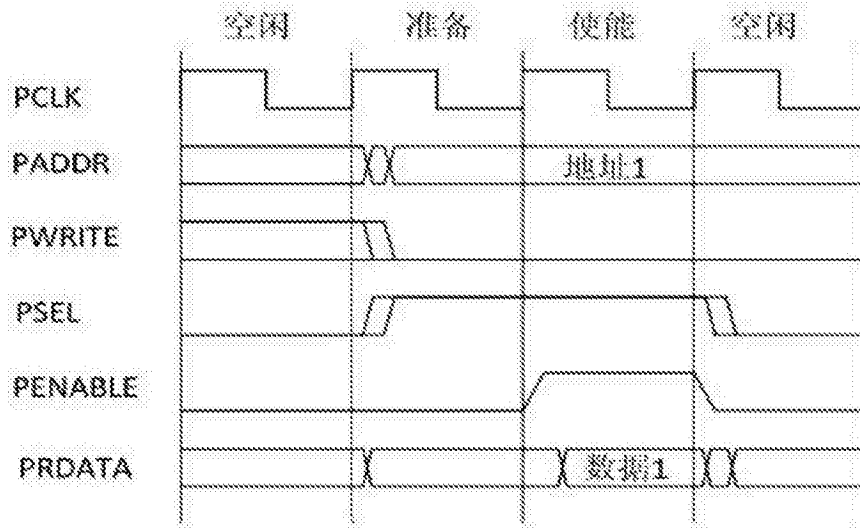 空闲 准备 使能 空闲
PCLK
PADDR 地址1
PWRITE
PSEL
PENABLE
PRDATA 数据1